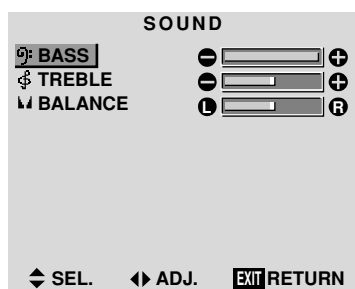 SOUND
BASS
TREBLE
BALANCE L R
SEL. ADJ. EXIT RETURN